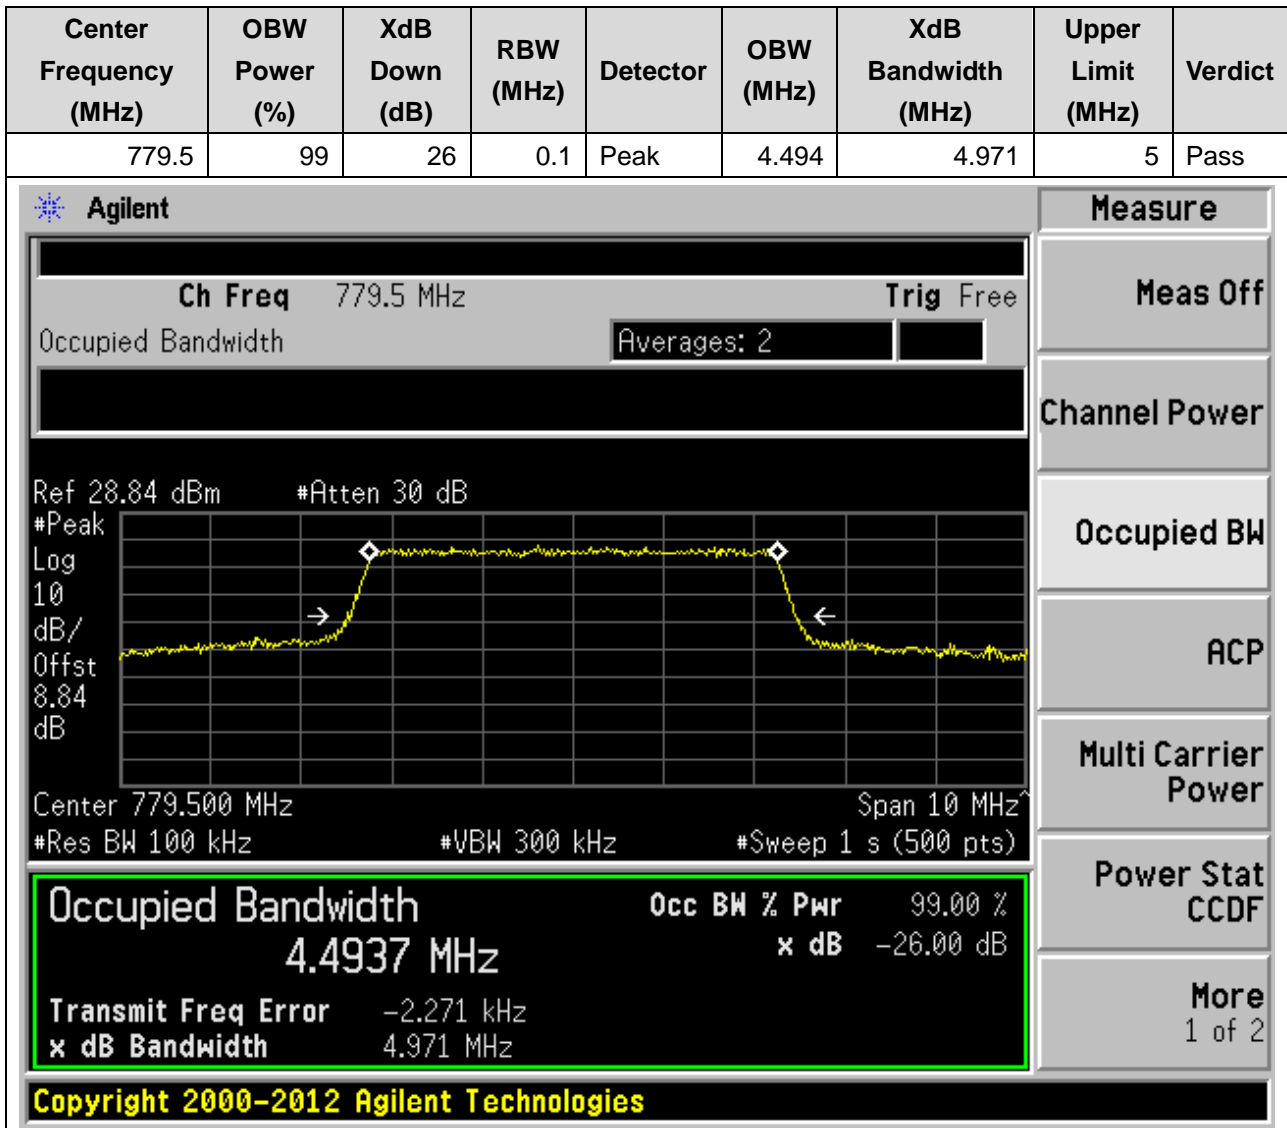 Center Frequency (MHz) OBW Power (%) XdB Down (dB) RBW (MHz) Detector OBW (MHz) XdB Bandwidth (MHz) Upper Limit (MHz) Verdict
779.5 99 26 0.1 Peak 4.494 4.971 5 Pass
Agilent
Measure
Ch Freq 779.5 MHz Trig Free
Occupied Bandwidth Averages: 2
Ref 28.84 dBm #Atten 30 dB
#Peak
Log
10
dB/
Offst
8.84
dB
Center 779.500 MHz Span 10 MHz^
#Res BW 100 kHz #VBW 300 kHz #Sweep 1 s (500 pts)
Occupied Bandwidth Occ BW % Pwr 99.00 %
4.4937 MHz x dB -26.00 dB
Transmit Freq Error -2.271 kHz
x dB Bandwidth 4.971 MHz
Meas Off
Channel Power
Occupied BW
ACP
Multi Carrier
Power
Power Stat
CCDF
More
1 of 2
Copyright 2000-2012 Agilent Technologies